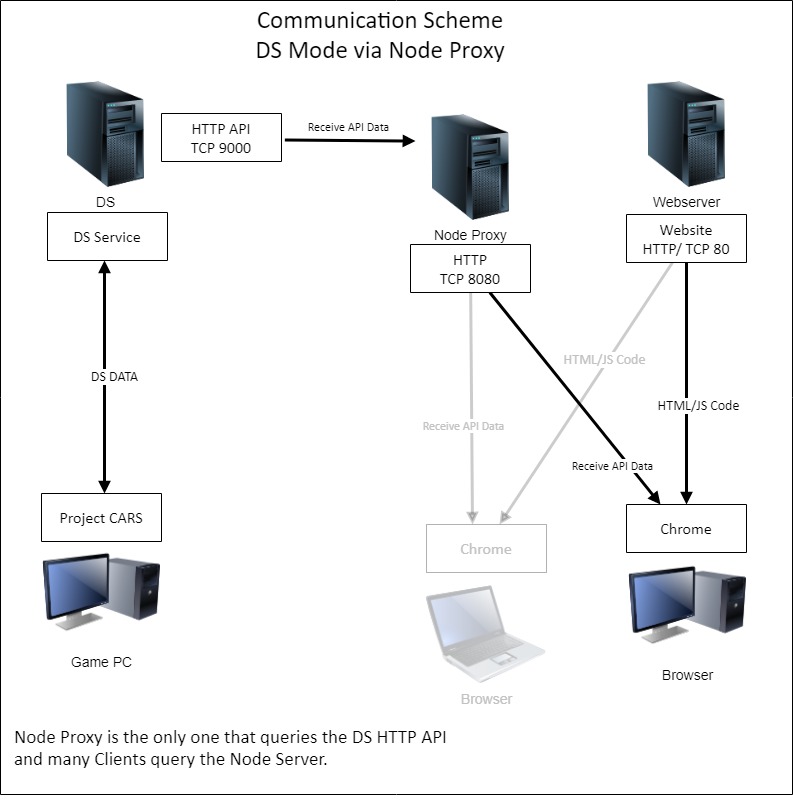 Communication Scheme
DS Mode via Node Proxy
HTTP API
TCP 9000
Receive API Data
DS
DS Service
Node Proxy
HTTP
TCP 8080
Webserver
Website
HTTP/ TCP 80
DS DATA
HTML/JS Code
HTML/JS Code
Receive API Data
Receive API Data
Project CARS
Chrome
Chrome
Game PC
Browser
Browser
Node Proxy is the only one that queries the DS HTTP API
and many Clients query the Node Server.